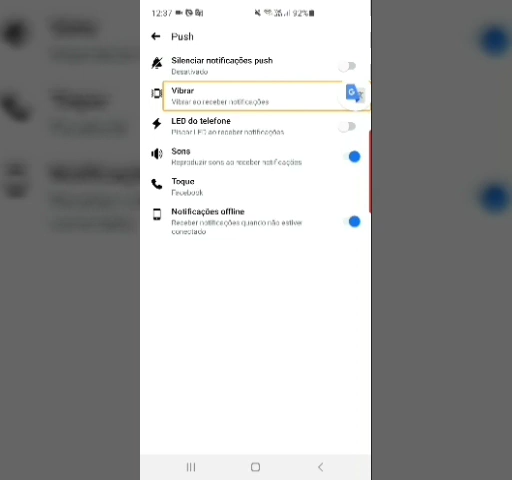 12:37
92%
Push
Silenciar notificações push
Desativado
Vibrar
Vibrar ao receber notificações
LED do telefone
Piscar LED ao receber notificações
Sons
Reproduzir sons ao receber notificações
Toque
Facebook
Notificações offline
Receber notificações quando não estiver
conectado